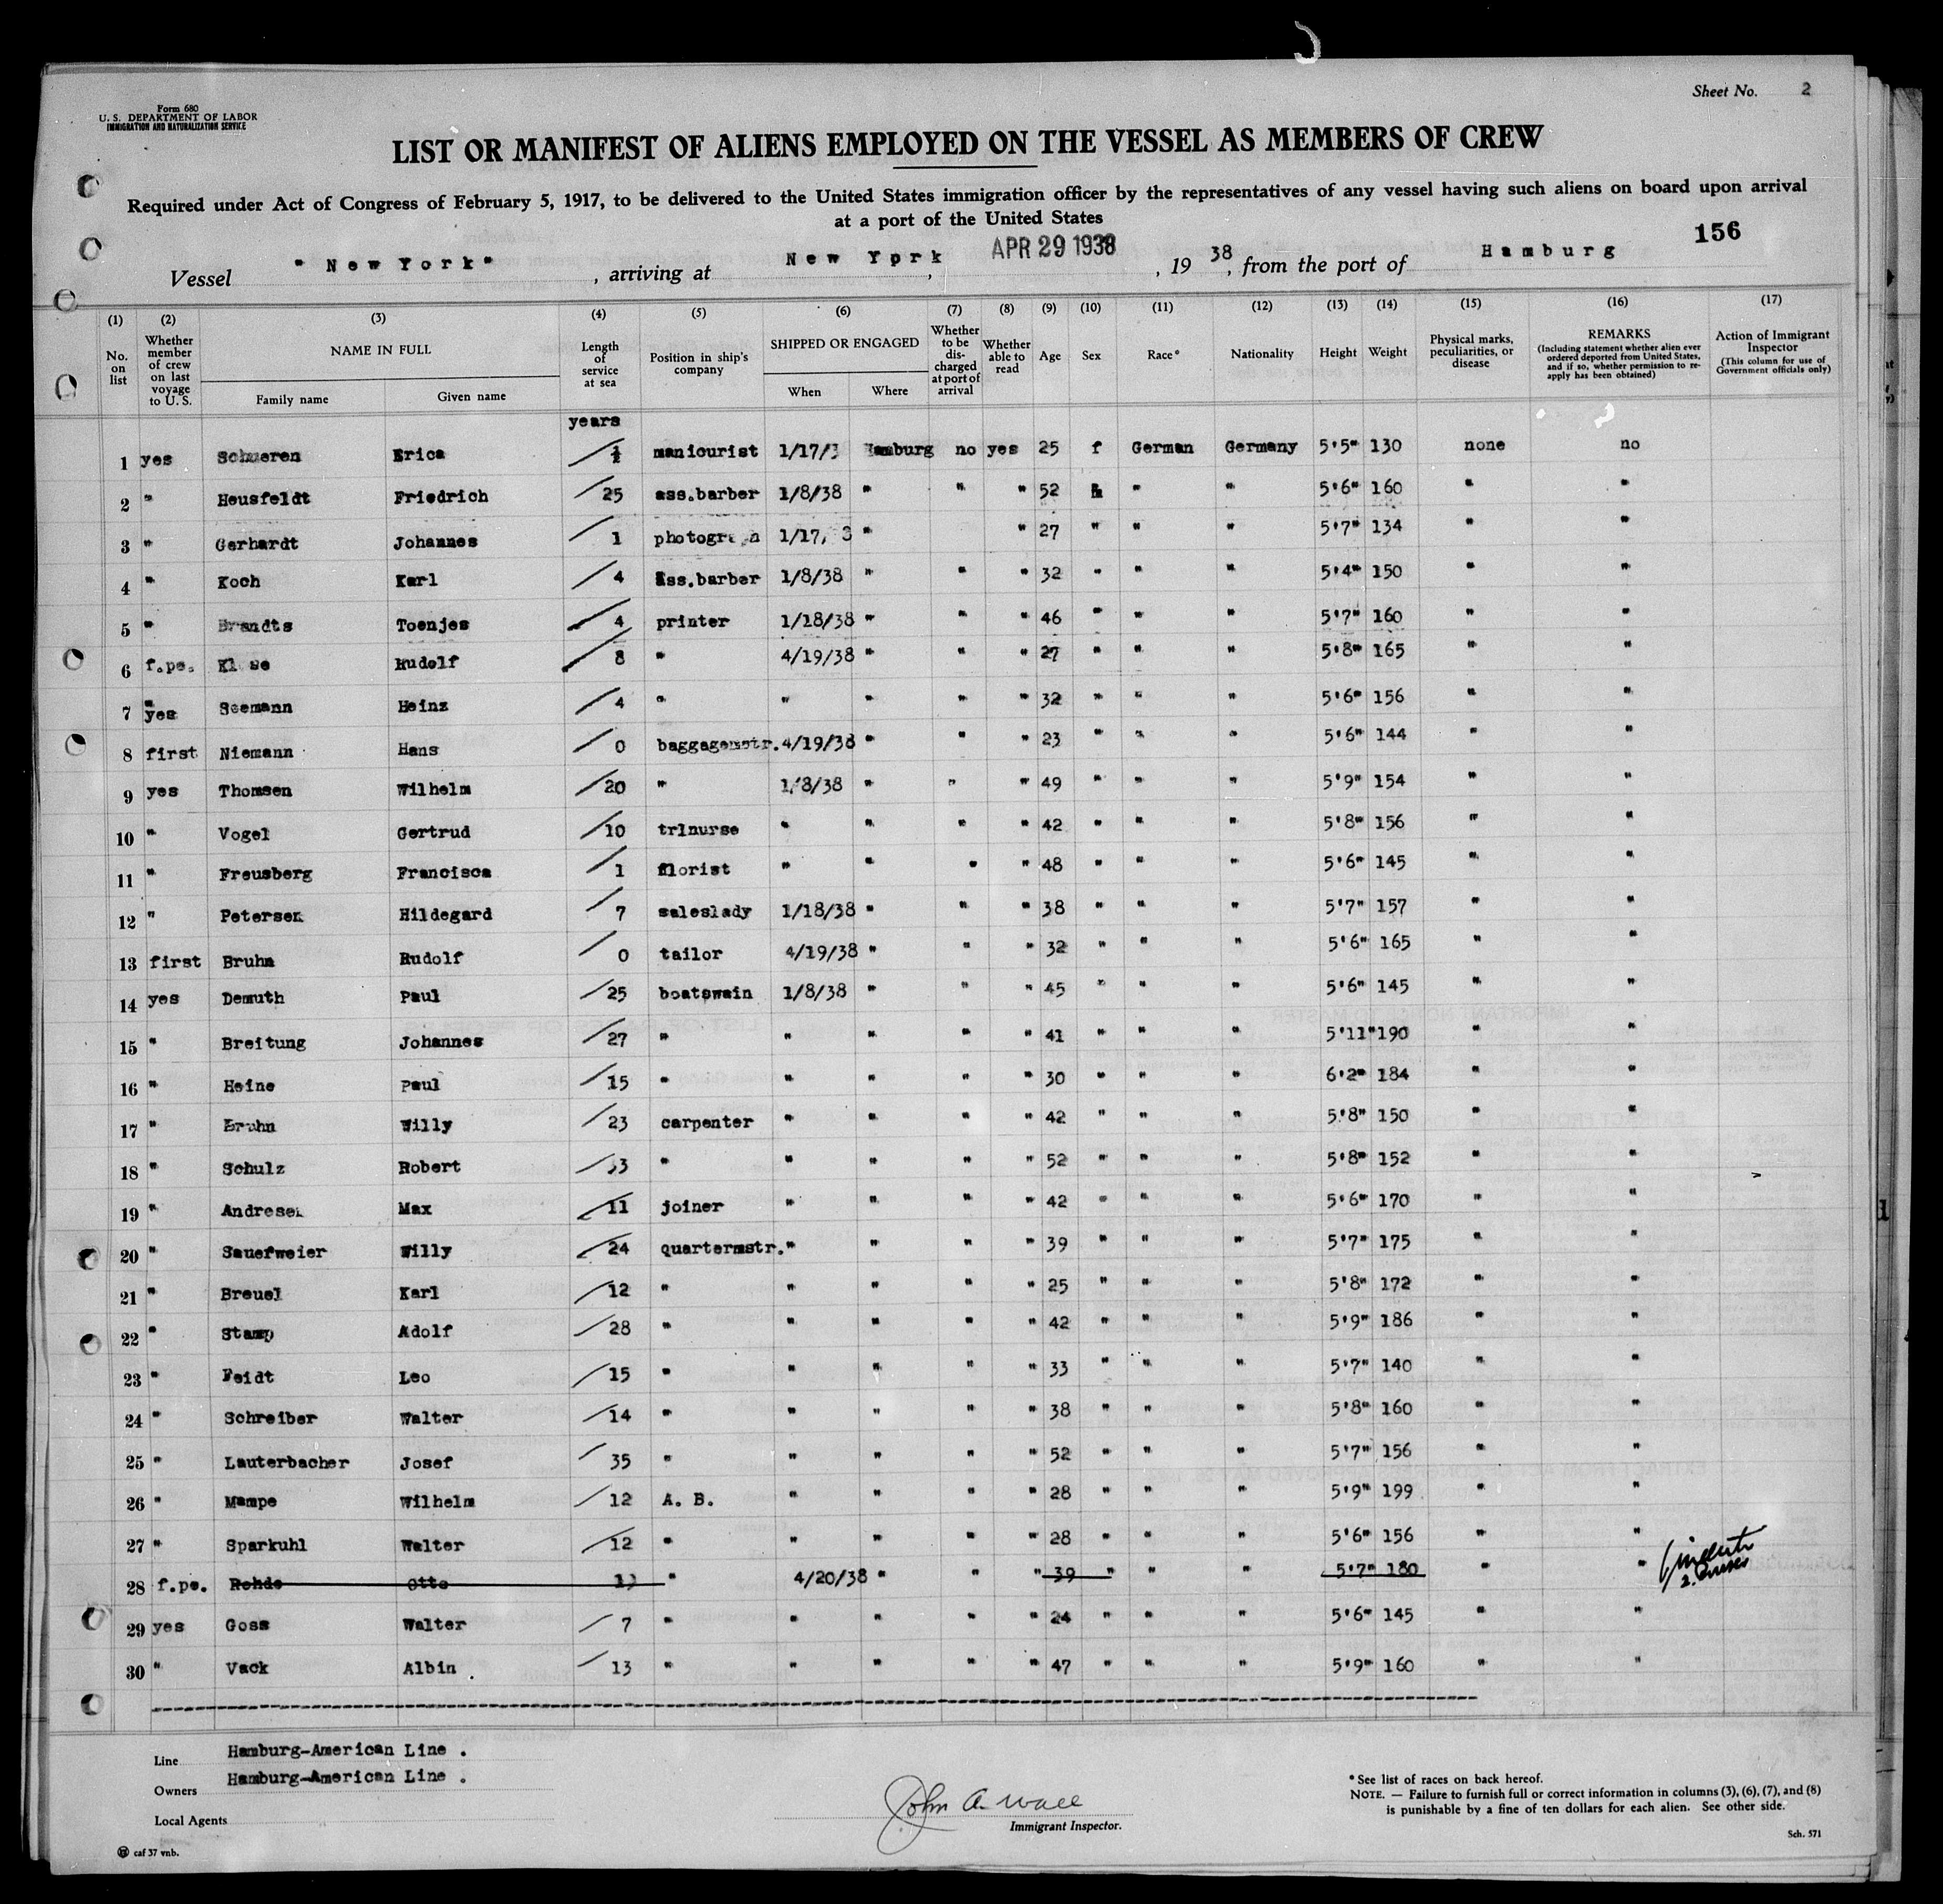 Form 680
U. S. DEPARTMENT OF LABOR
IMMIGRATION AND NATURALIZATION SERVICE
Sheet No. 2
LIST OR MANIFEST OF ALIENS EMPLOYED ON THE VESSEL AS MEMBERS OF CREW
Required under Act of Congress of February 5, 1917, to be delivered to the United States immigration officer by the representatives of any vessel having such aliens on board upon arrival
at a port of the United States
156
Vessel "New York", arriving at New York, APR 29 1938, 1938, from the port of Hamburg
(1) (2) (3) (4) (5) (6) (7) (8) (9) (10) (11) (12) (13) (14) (15) (16) (17)
No. on list
Whether member of crew on last voyage to U. S.
NAME IN FULL
Family name Given name
Length of service at sea
Position in ship's company
SHIPPED OR ENGAGED
When Where
Whether to be discharged at port of arrival
Whether able to read
Age
Sex
Race*
Nationality
Height
Weight
Physical marks, peculiarities, or disease
REMARKS
(Including statement whether alien ever ordered deported from United States, and if so, whether permission to re-apply has been obtained)
Action of Immigrant Inspector
(This column for use of Government officials only)
years
1 yes Schueren Erica manicurist 1/17/3 Hamburg no yes 25 f German Germany 5'5" 130 none no
2 " Heusfeldt Friedrich 25 ass.barber 1/8/38 " " " 52 " " 5'6" 160 " "
3 " Gerhardt Johannes 1 1/17, 3 " " 27 " " " 5'7" 134 " "
4 " Koch Karl 4 ass.barber 1/8/38 " " " 32 " " " 5'4" 150 " "
5 " Brandts Toenjes 4 printer 1/18/38 " " " 46 " " " 5'7" 160 " "
6 f.pe. Rudolf 8 " 4/19/38 " " " 27 " " " 5'8" 165 " "
7 " yes Seemann Heinz 4 " " " " " 32 " " " 5'6" 156 " "
8 first Niemann Hans 0 baggagemstr. 4/19/38 " " " 23 " " " 5'6" 144 " "
9 yes Thomsen Wilhelm 20 " 1/8/38 " " " 49 " " " 5'9" 154 " "
10 " Vogel Gertrud 10 trlnurse " " " " 42 " " " 5'8" 156 " "
11 " Freusberg Francisca 1 florist " " " " 48 " " " 5'6" 145 " "
12 " Petersen Hildegard 7 saleslady 1/18/38 " " " 38 " " " 5'7" 157 " "
13 first Bruhn Rudolf 0 tailor 4/19/38 " " " 32 " " " 5'6" 165 " "
14 yes Demuth Paul 25 boatswain 1/8/38 " " " 45 " " " 5'6" 145 " "
15 " Breitung Johannes 27 " " " " " 41 " " " 5'11" 190 " "
16 " Heine Paul 15 " " " " " 30 " " " 6'2" 184 " "
17 " Bruhn Willy 23 carpenter " " " " 42 " " " 5'8" 150 " "
18 " Schulz Robert 33 " " " " " 52 " " " 5'8" 152 " "
19 " Andresen Max 11 joiner " " " " 42 " " " 5'6" 170 " "
20 " Sauerweier Willy 24 quartermstr. " " " " 39 " " " 5'7" 175 " "
21 " Breuel Karl 12 " " " " " 25 " " " 5'8" 172 " "
22 " Stamp Adolf 28 " " " " " 42 " " " 5'9" 186 " "
23 " Feidt Leo 15 " " " " " 33 " " " 5'7" 140 " "
24 " Schreiber Walter 14 " " " " " 38 " " " 5'8" 160 " "
25 " Lauterbacher Josef 35 " " " " " 52 " " " 5'7" 156 " "
26 " Mampe Wilhelm 12 A. B. " " " " 28 " " " 5'9" 199 " "
27 " Sparkuhl Walter 12 " " " " " 28 " " " 5'6" 156 " "
28 f.pe. Rohde Otto " 4/20/38 " " " 39 " " " 5'7" 180 " "
29 yes Goss Walter 7 " " " " " 24 " " " 5'6" 145 " "
30 " Vack Albin 13 " " " " " 47 " " " 5'9" 160 " "
Line Hamburg-American Line .
Owners Hamburg-American Line .
Local Agents
John A. Wall
Immigrant Inspector.
* See list of races on back hereof.
NOTE. — Failure to furnish full or correct information in columns (3), (6), (7), and (8)
is punishable by a fine of ten dollars for each alien. See other side.
Sch. 571
caf 37 vnb.